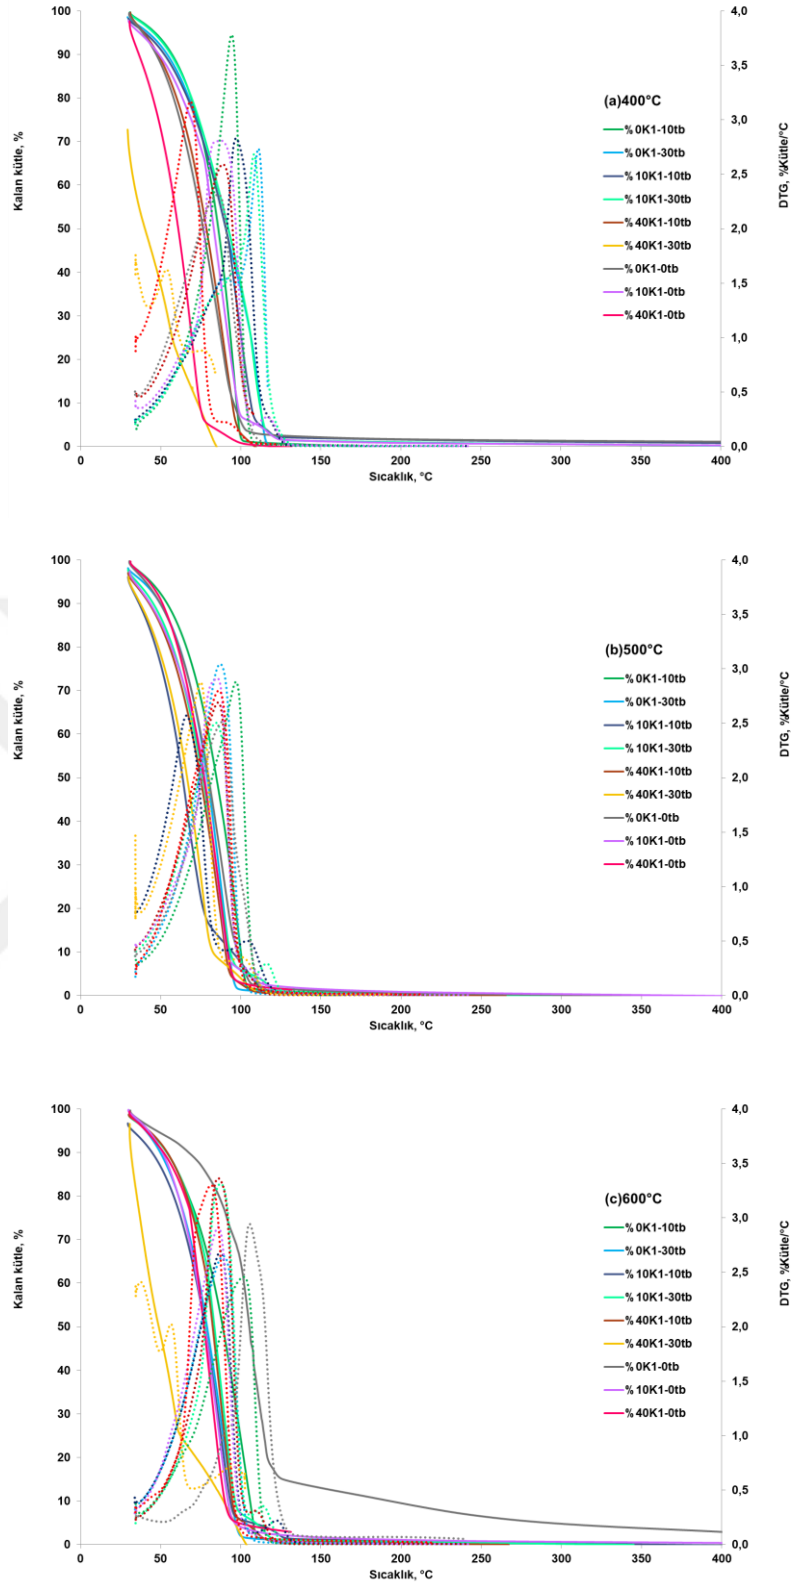 (a)400°C
Kalan kütle, %
DTG, %Kütle/°C
100
90
80
70
60
50
40
30
20
10
0
4,0
3,5
3,0
2,5
2,0
1,5
1,0
0,5
0,0
% 0K1-10tb
% 0K1-30tb
% 10K1-10tb
% 10K1-30tb
% 40K1-10tb
% 40K1-30tb
% 0K1-0tb
% 10K1-0tb
% 40K1-0tb
0 50 100 150 200 250 300 350 400
Sıcaklık, °C
(b)500°C
Kalan kütle, %
DTG, %Kütle/°C
100
90
80
70
60
50
40
30
20
10
0
4,0
3,5
3,0
2,5
2,0
1,5
1,0
0,5
0,0
% 0K1-10tb
% 0K1-30tb
% 10K1-10tb
% 10K1-30tb
% 40K1-10tb
% 40K1-30tb
% 0K1-0tb
% 10K1-0tb
% 40K1-0tb
0 50 100 150 200 250 300 350 400
Sıcaklık, °C
(c)600°C
Kalan kütle, %
DTG, %Kütle/°C
100
90
80
70
60
50
40
30
20
10
0
4,0
3,5
3,0
2,5
2,0
1,5
1,0
0,5
0,0
% 0K1-10tb
% 0K1-30tb
% 10K1-10tb
% 10K1-30tb
% 40K1-10tb
% 40K1-30tb
% 0K1-0tb
% 10K1-0tb
% 40K1-0tb
0 50 100 150 200 250 300 350 400
Sıcaklık, °C